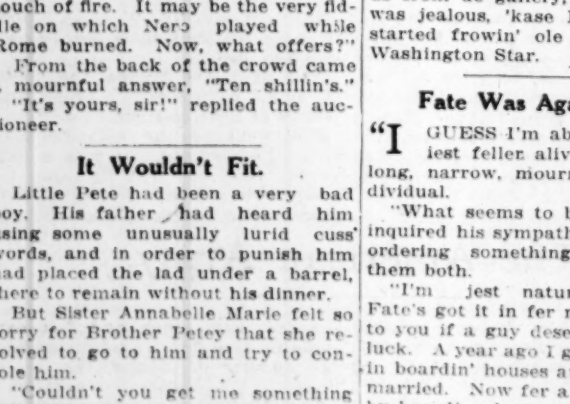 ouch of fire. It may be the very fid-
le on which Nero played while
Rome burned. Now, what offers?"
From the back of the crowd came
mournful answer, "Ten shillin's."
"It's yours, sir!" replied the auc-
ioneer.
It Wouldn't Fit.
Little Pete had been a very bad
oy. His father had heard him
sing some unusually lurid cuss'
words, and in order to punish him
ad placed the lad under a barrel,
here to remain without his dinner.
But Sister Annabelle Marie felt so
orry for Brother Petey that she re-
olved to go to him and try to con-
ole him.
"Couldn't you get me something
was jealous, 'kase
started frowin' ole
Washington Star.
Fate Was Aga
"I GUESS I'm ab
iest feller aliv
long, narrow, mourn
dividual.
"What seems to b
inquired his sympath
ordering something
them both.
"I'm jest natur
Fate's got it in fer m
to you if a guy dese
luck. A year ago I g
in boardin' houses a
married. Now fer a